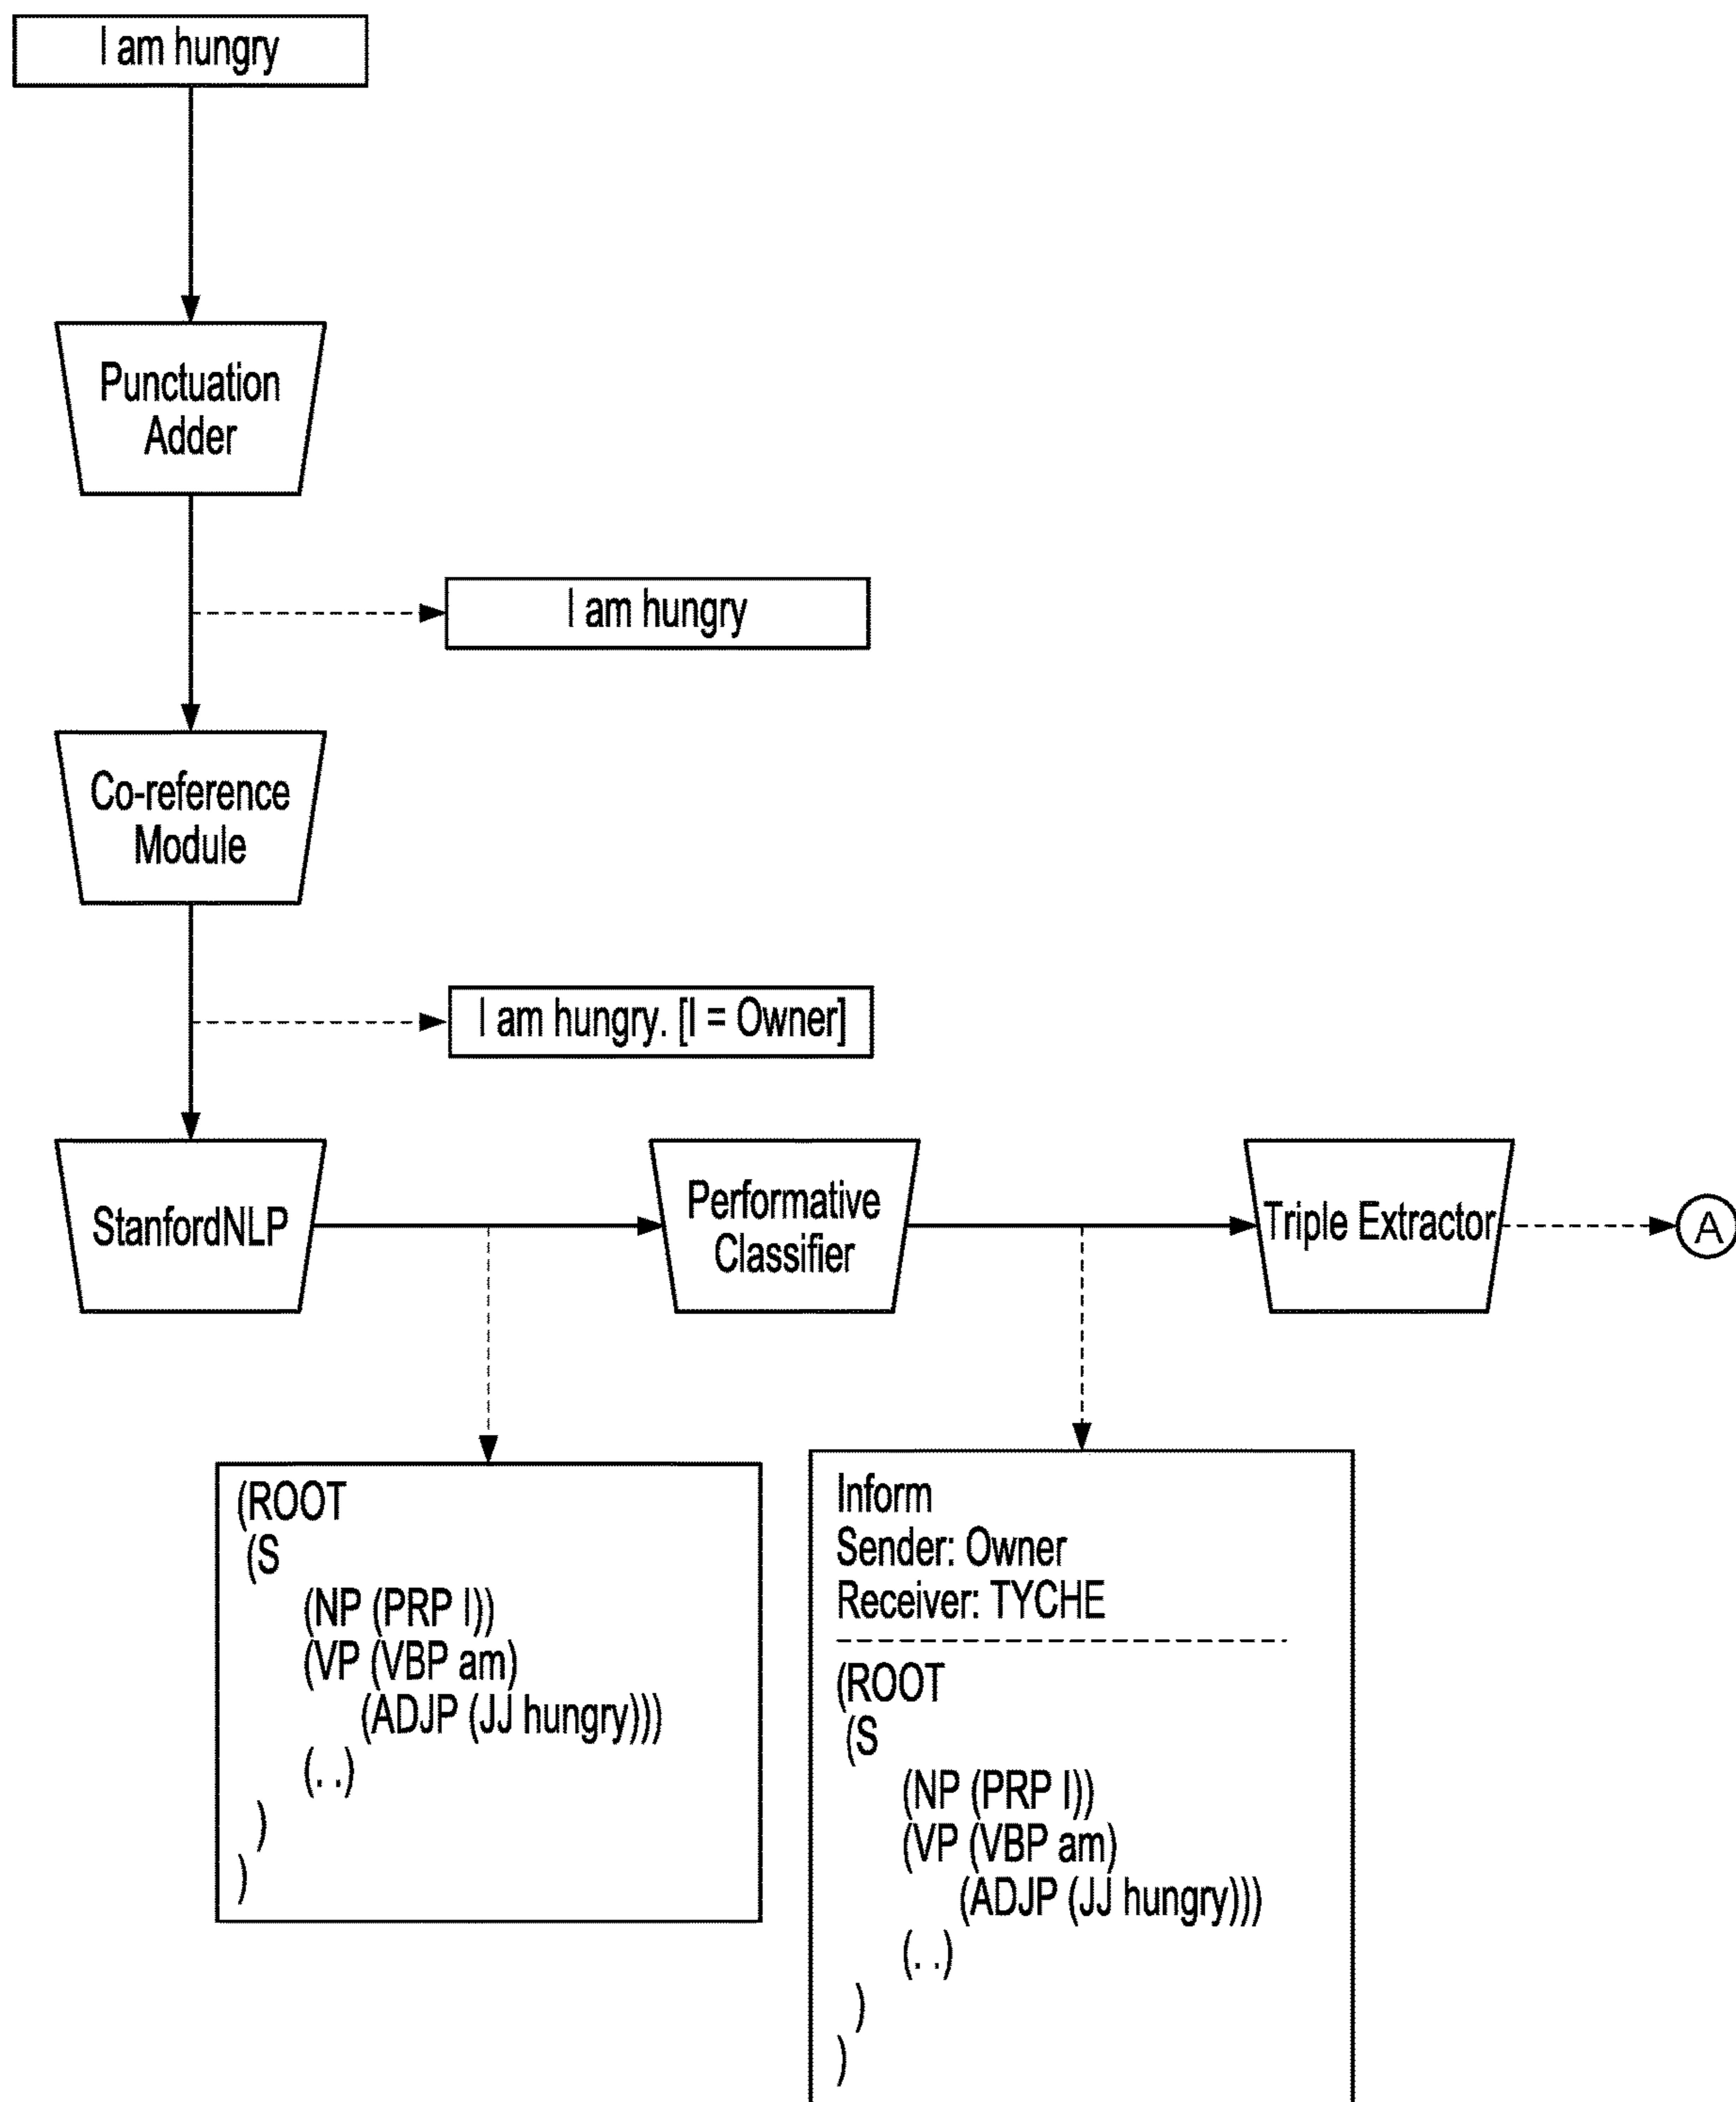 I am hungry
Punctuation
Adder
I am hungry
Co-reference
Module
I am hungry. [I = Owner]
StanfordNLP
Performative
Classifier
Triple Extractor
A
(ROOT
(S
(NP (PRP I))
(VP (VBP am)
(ADJP (JJ hungry)))
(. .)
)
)
Inform
Sender: Owner
Receiver: TYCHE
(ROOT
(S
(NP (PRP I))
(VP (VBP am)
(ADJP (JJ hungry)))
(. .)
)
)